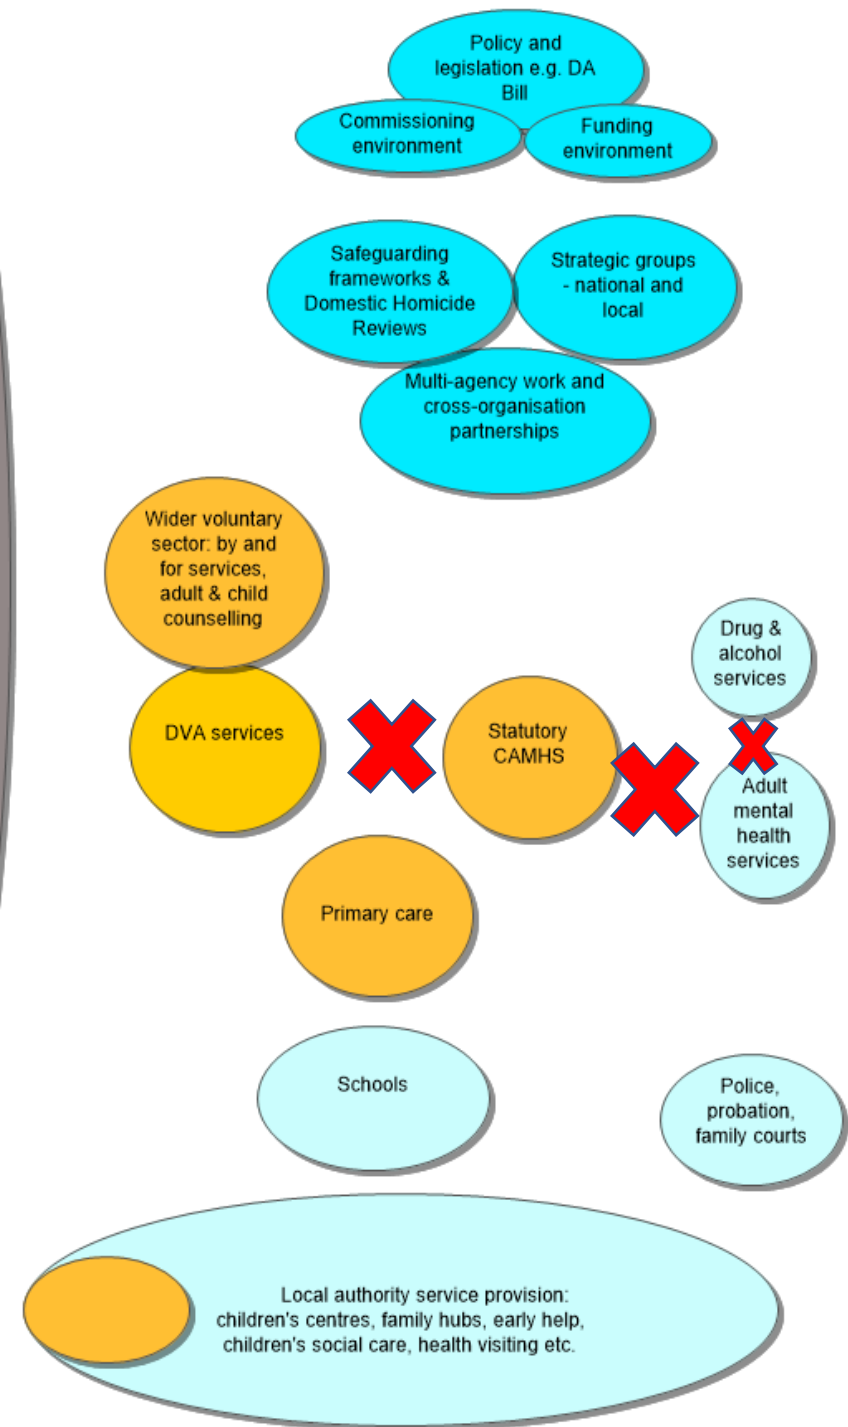 Policy and
legislation e.g. DA
Bill
Commissioning
environment
Funding
environment
Safeguarding
frameworks &
Domestic Homicide
Reviews
Strategic groups
- national and
local
Multi-agency work and
cross-organisation
partnerships
Wider voluntary
sector: by and
for services,
adult & child
counselling
Drug &
alcohol
services
DVA services
Statutory
CAMHS
Adult
mental
health
services
Primary care
Schools
Police,
probation,
family courts
Local authority service provision:
children's centres, family hubs, early help,
children's social care, health visiting etc.